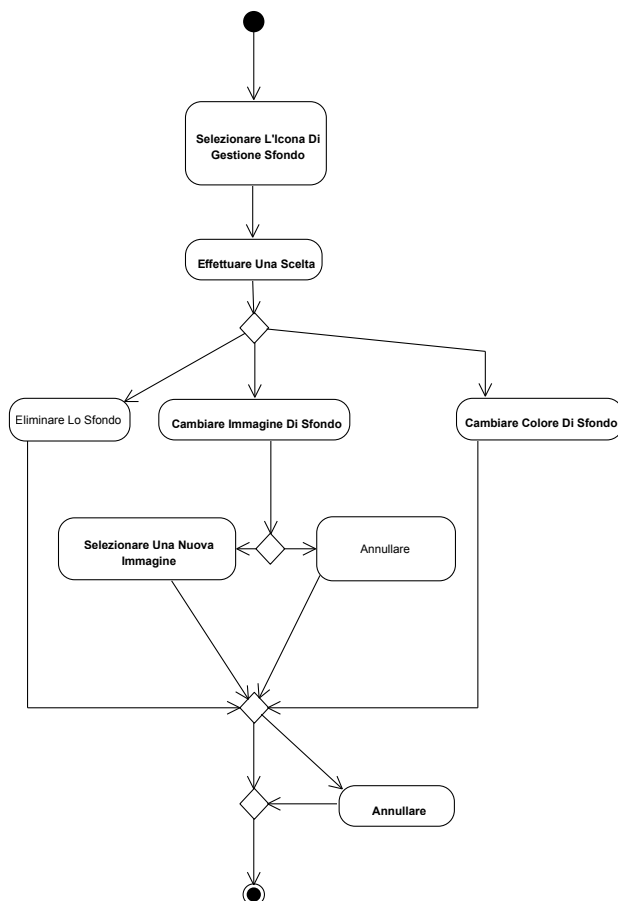 Selezionare L'Icona Di
Gestione Sfondo
Effettuare Una Scelta
Eliminare Lo Sfondo
Cambiare Immagine Di Sfondo
Cambiare Colore Di Sfondo
Selezionare Una Nuova
Immagine
Annullare
Annullare